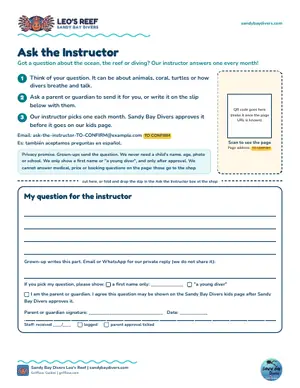 LEO'S REEF
SANDY BAY DIVERS
sandybaydivers.com
Ask the Instructor
Got a question about the ocean, the reef or diving? Our instructor answers one every month!
1 Think of your question. It can be about animals, coral, turtles or how
divers breathe and talk.
2 Ask a parent or guardian to send it for you, or write it on the slip
below with them.
3 Our instructor picks one each month. Sandy Bay Divers approves it
before it goes on our kids page.
Email: ask-the-instructor-TO-CONFIRM@example.com TO CONFIRM
Es: también aceptamos preguntas en español.
Privacy promise. Grown-ups send the question. We never need a child's name, age, photo
or school. We only show a first name or "a young diver", and only after approval. We
cannot answer medical, price or booking questions on the page: those go to the shop.
QR code goes here
once the page
URL is known
Scan to see the page
Page address: TO CONFIRM
cut here, or fold and drop the slip in the Ask the Instructor box at the shop
My question for the instructor
Grown-up writes this part. Email or WhatsApp for our private reply (we do not share it):
If you pick my question, please show: a first name only: "a young diver"
I am the parent or guardian. I agree this question may be shown on the Sandy Bay Divers kids page after Sandy Bay
Divers approves it.
Parent or guardian signature: Date:
Staff: received __/__ logged parent approval ticked
Sandy Bay Divers Leo's Reef | sandybaydivers.com